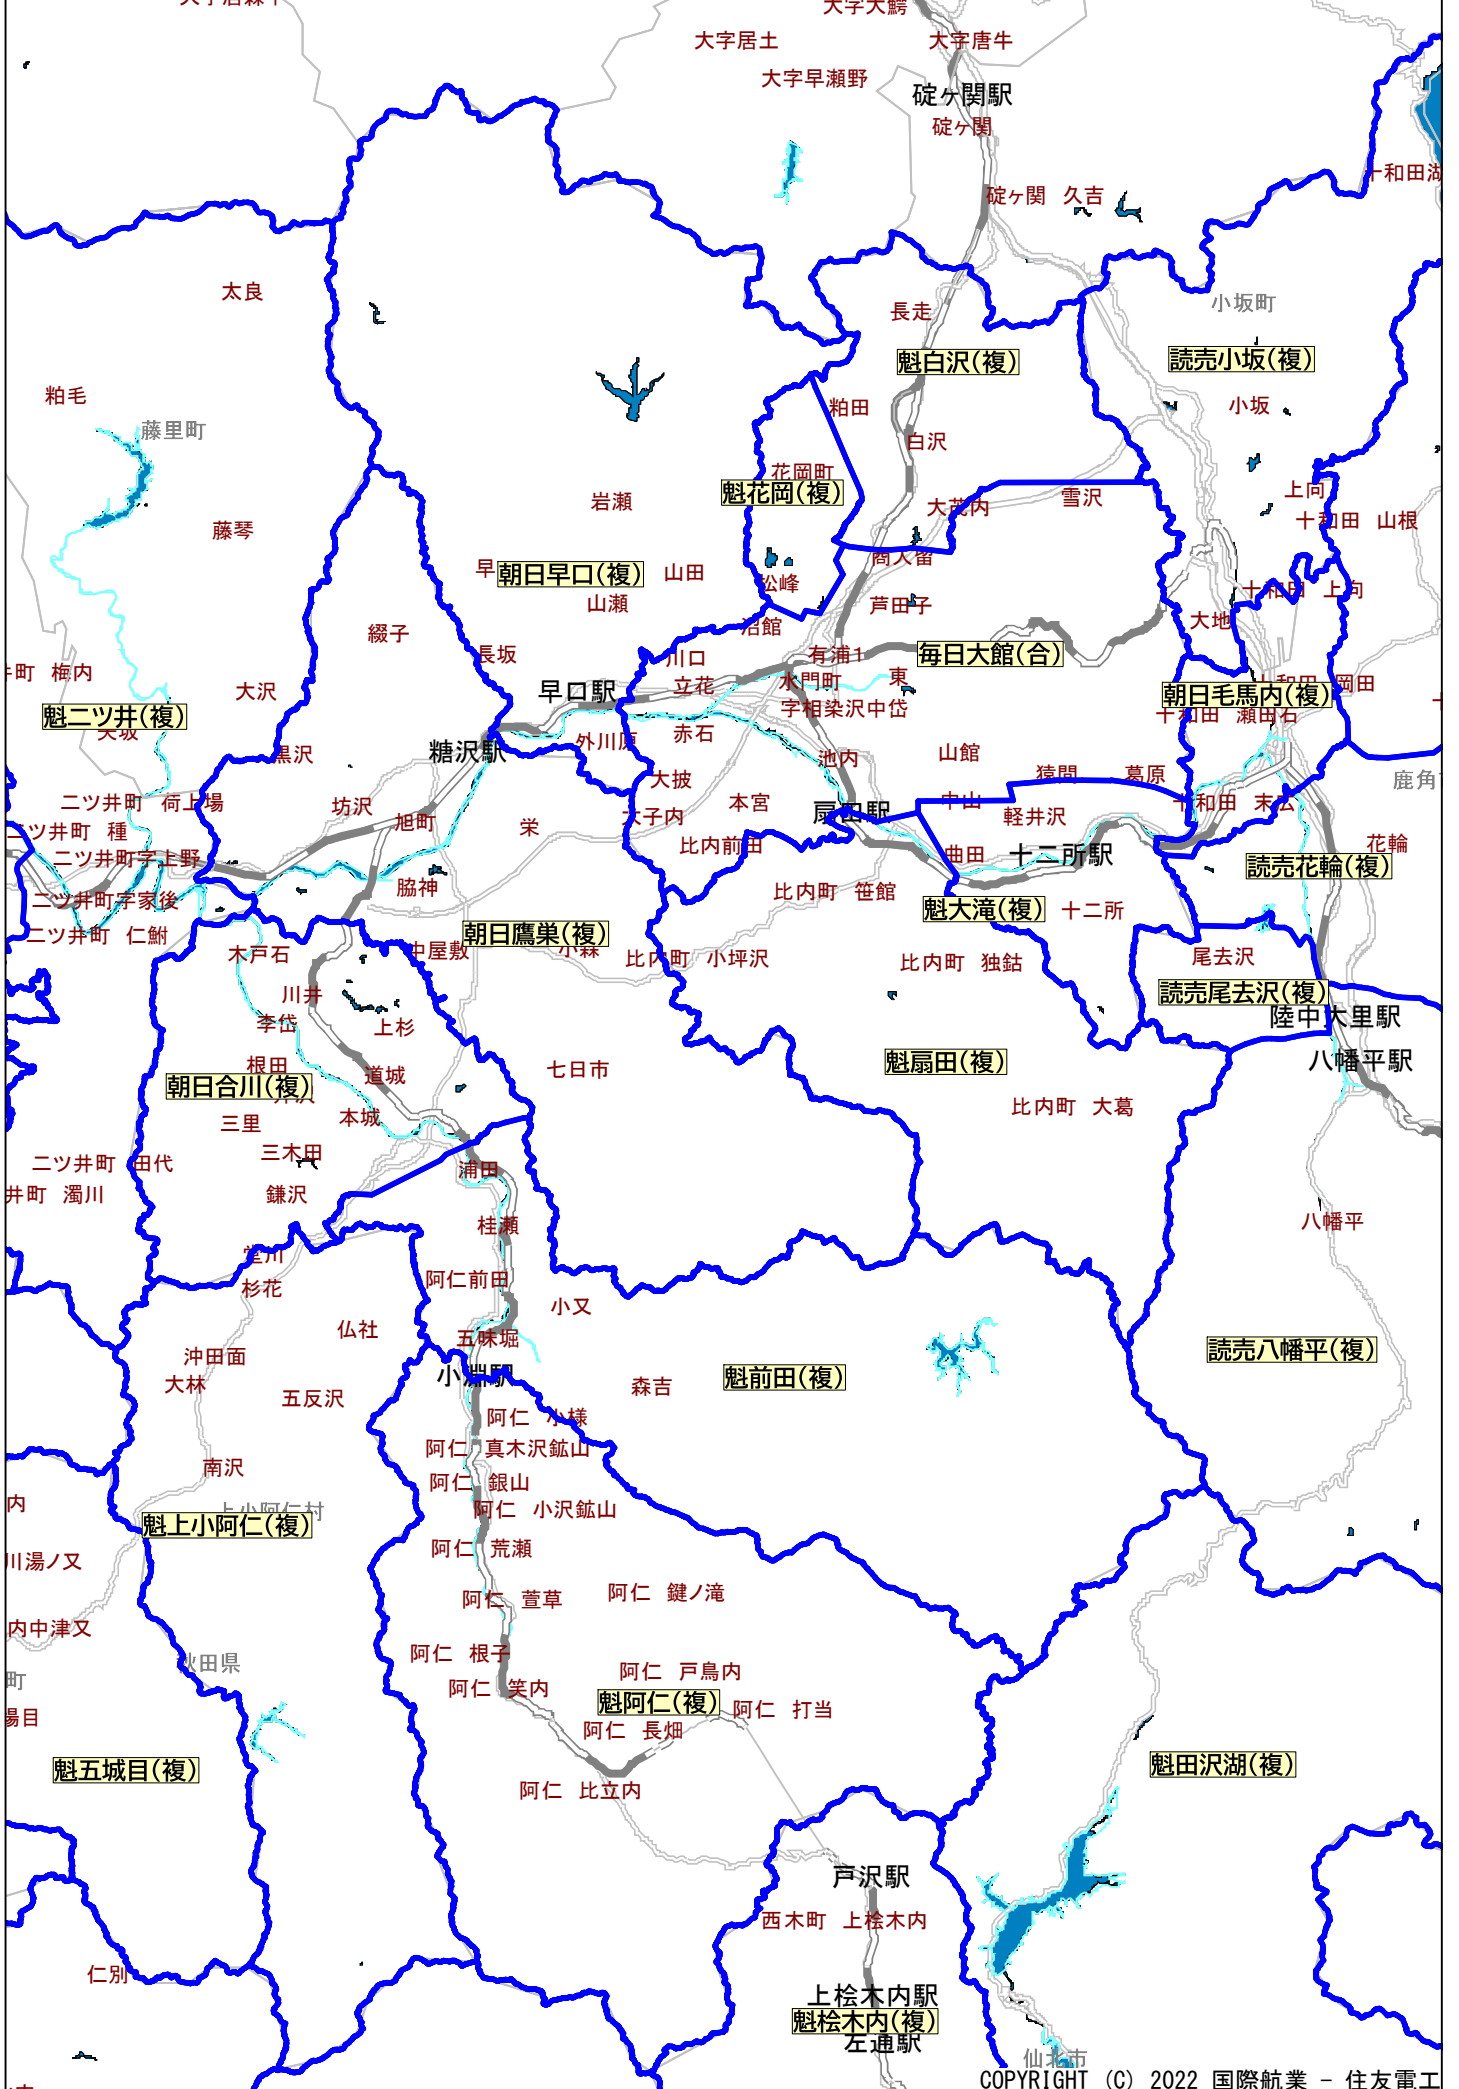 大字大鰐
大字居土
大字唐牛
大字早瀬野
碇ヶ関駅
碇ヶ関
十和田湖
碇ヶ関 久吉
太良
小坂町
長走
魁白沢(複)
読売小坂(複)
粕毛
粕田
小坂
藤里町
白沢
花岡町
魁花岡(複)
上向
岩瀬
大茂内
雪沢
藤琴
十和田 山根
商人留
朝日早口(複)
山田
松峰
十和田 上向
山瀬
芦田子
大地
綴子
沼館
長坂
川口
有浦1
毎日大館(合)
井町 梅内
大沢
早口駅
立花
水門町
東
朝日毛馬内(複)
岡田
魁二ツ井(複)
字相染沢中岱
十和田 瀬田石
外川原
赤石
黒沢
糠沢駅
池内
山館
猿間
葛原
大披
鹿角
二ツ井町 荷上場
坊沢
本宮
中山
十和田 末広
旭町
栄
大子内
扇田駅
軽井沢
二ツ井町 種
比内前田
花輪
二ツ井町字上野
曲田
十二所駅
読売花輪(複)
脇神
比内町 笹館
二ツ井町字家後
魁大滝(複)
十二所
二ツ井町 仁鮒
朝日鷹巣(複)
木戸石
中屋敷
小森
比内町 小坪沢
比内町 独鈷
尾去沢
川井
読売尾去沢(複)
李岱
上杉
陸中大里駅
根田
道城
七日市
魁扇田(複)
八幡平駅
朝日合川(複)
三里
本城
比内町 大葛
三木田
二ツ井町 田代
浦田
井町 濁川
鎌沢
桂瀬
八幡平
堂川
杉花
阿仁前田
小又
仏社
五味堀
沖田面
読売八幡平(複)
大林
小淵駅
魁前田(複)
五反沢
森吉
阿仁 小様
阿仁 真木沢鉱山
南沢
阿仁 銀山
内
上小阿仁村
阿仁 小沢鉱山
魁上小阿仁(複)
川湯ノ又
阿仁 荒瀬
阿仁 萱草
阿仁 鍵ノ滝
内中津又
秋田県
阿仁 根子
町
阿仁 戸鳥内
阿仁 笑内
魁阿仁(複)
阿仁 打当
湯目
阿仁 長畑
魁五城目(複)
魁田沢湖(複)
阿仁 比立内
戸沢駅
西木町 上桧木内
仁別
上桧木内駅
魁桧木内(複)
左通駅
仙北市
COPYRIGHT (C) 2022 国際航業 - 住友電工